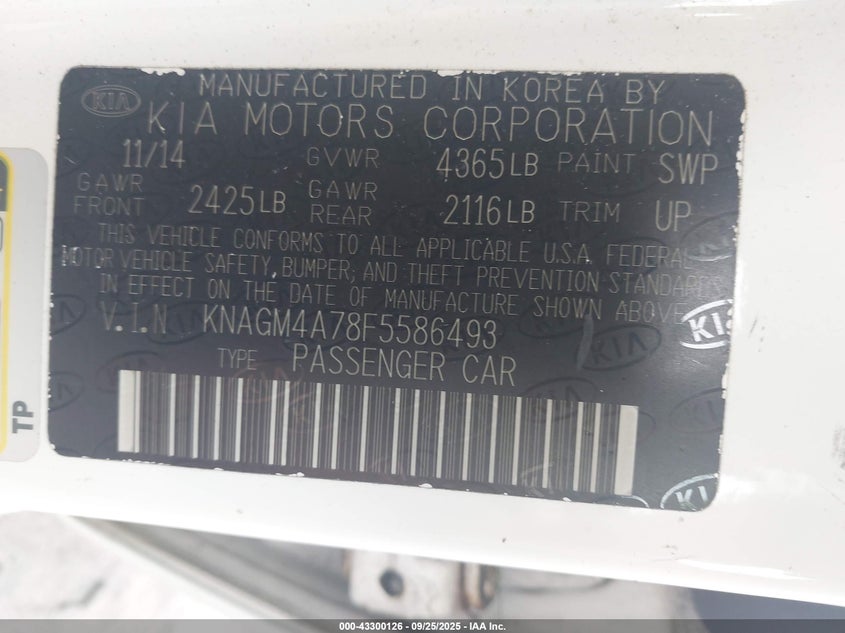 MANUFACTURED IN KOREA BY
KIA
KIA MOTORS CORPORATION
11/14 GVWR 4365LB PAINT SWP
GAWR FRONT 2425LB GAWR REAR 2116LB TRIM UP
THIS VEHICLE CONFORMS TO ALL APPLICABLE U.S.A. FEDERAL
MOTOR VEHICLE SAFETY, BUMPER, AND THEFT PREVENTION STANDARDS
IN EFFECT ON THE DATE OF MANUFACTURE SHOWN ABOVE.
V.I.N KNAGM4A78F5586493
TYPE PASSENGER CAR
TP
KIA
KIA
KIA
000-43300126 - 09/25/2025 - IAA Inc.